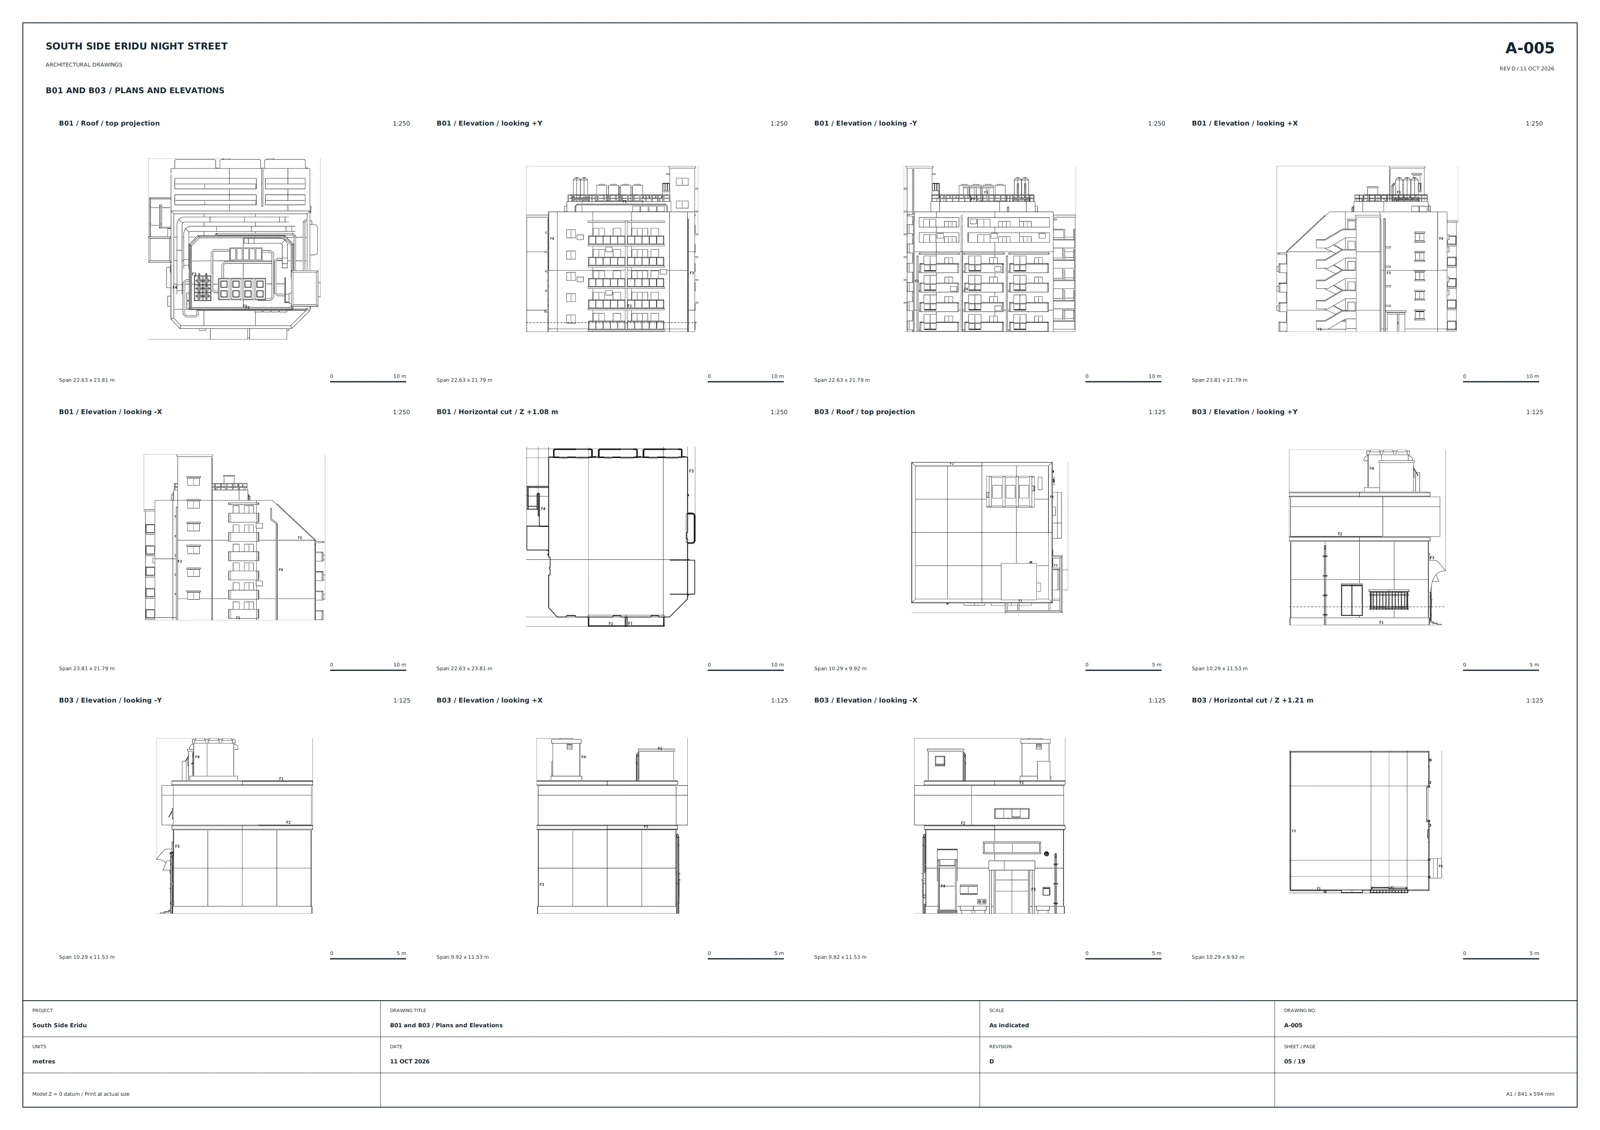 SOUTH SIDE ERIDU NIGHT STREET
A-005
ARCHITECTURAL DRAWINGS
REV D / 11 OCT 2026
B01 AND B03 / PLANS AND ELEVATIONS
B01 / Roof / top projection 1:250
B01 / Elevation / looking +Y 1:250
B01 / Elevation / looking -Y 1:250
B01 / Elevation / looking +X 1:250
Span 22.63 x 23.81 m 0 10 m
Span 22.63 x 21.79 m 0 10 m
Span 22.63 x 21.79 m 0 10 m
Span 23.81 x 21.79 m 0 10 m
B01 / Elevation / looking -X 1:250
B01 / Horizontal cut / Z +1.08 m 1:250
B03 / Roof / top projection 1:125
B03 / Elevation / looking +Y 1:125
Span 23.81 x 21.79 m 0 10 m
Span 22.63 x 23.81 m 0 10 m
Span 10.29 x 9.92 m 0 5 m
Span 10.29 x 11.53 m 0 5 m
B03 / Elevation / looking -Y 1:125
B03 / Elevation / looking +X 1:125
B03 / Elevation / looking -X 1:125
B03 / Horizontal cut / Z +1.21 m 1:125
Span 10.29 x 11.53 m 0 5 m
Span 9.92 x 11.53 m 0 5 m
Span 9.92 x 11.53 m 0 5 m
Span 10.29 x 9.92 m 0 5 m
PROJECT
South Side Eridu
DRAWING TITLE
B01 and B03 / Plans and Elevations
SCALE
As indicated
DRAWING NO.
A-005
UNITS
metres
DATE
11 OCT 2026
REVISION
D
SHEET / PAGE
05 / 19
Model Z = 0 datum / Print at actual size
A1 / 841 x 594 mm